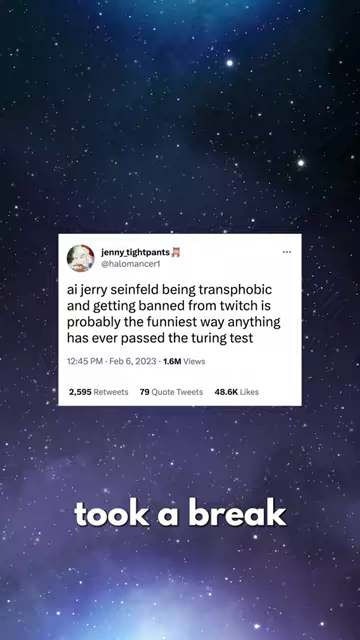 jenny_tightpants
@halomancer1
ai jerry seinfeld being transphobic
and getting banned from twitch is
probably the funniest way anything
has ever passed the turing test
12:45 PM · Feb 6, 2023 · 1.6M Views
2,595 Retweets 79 Quote Tweets 48.6K Likes
took a break